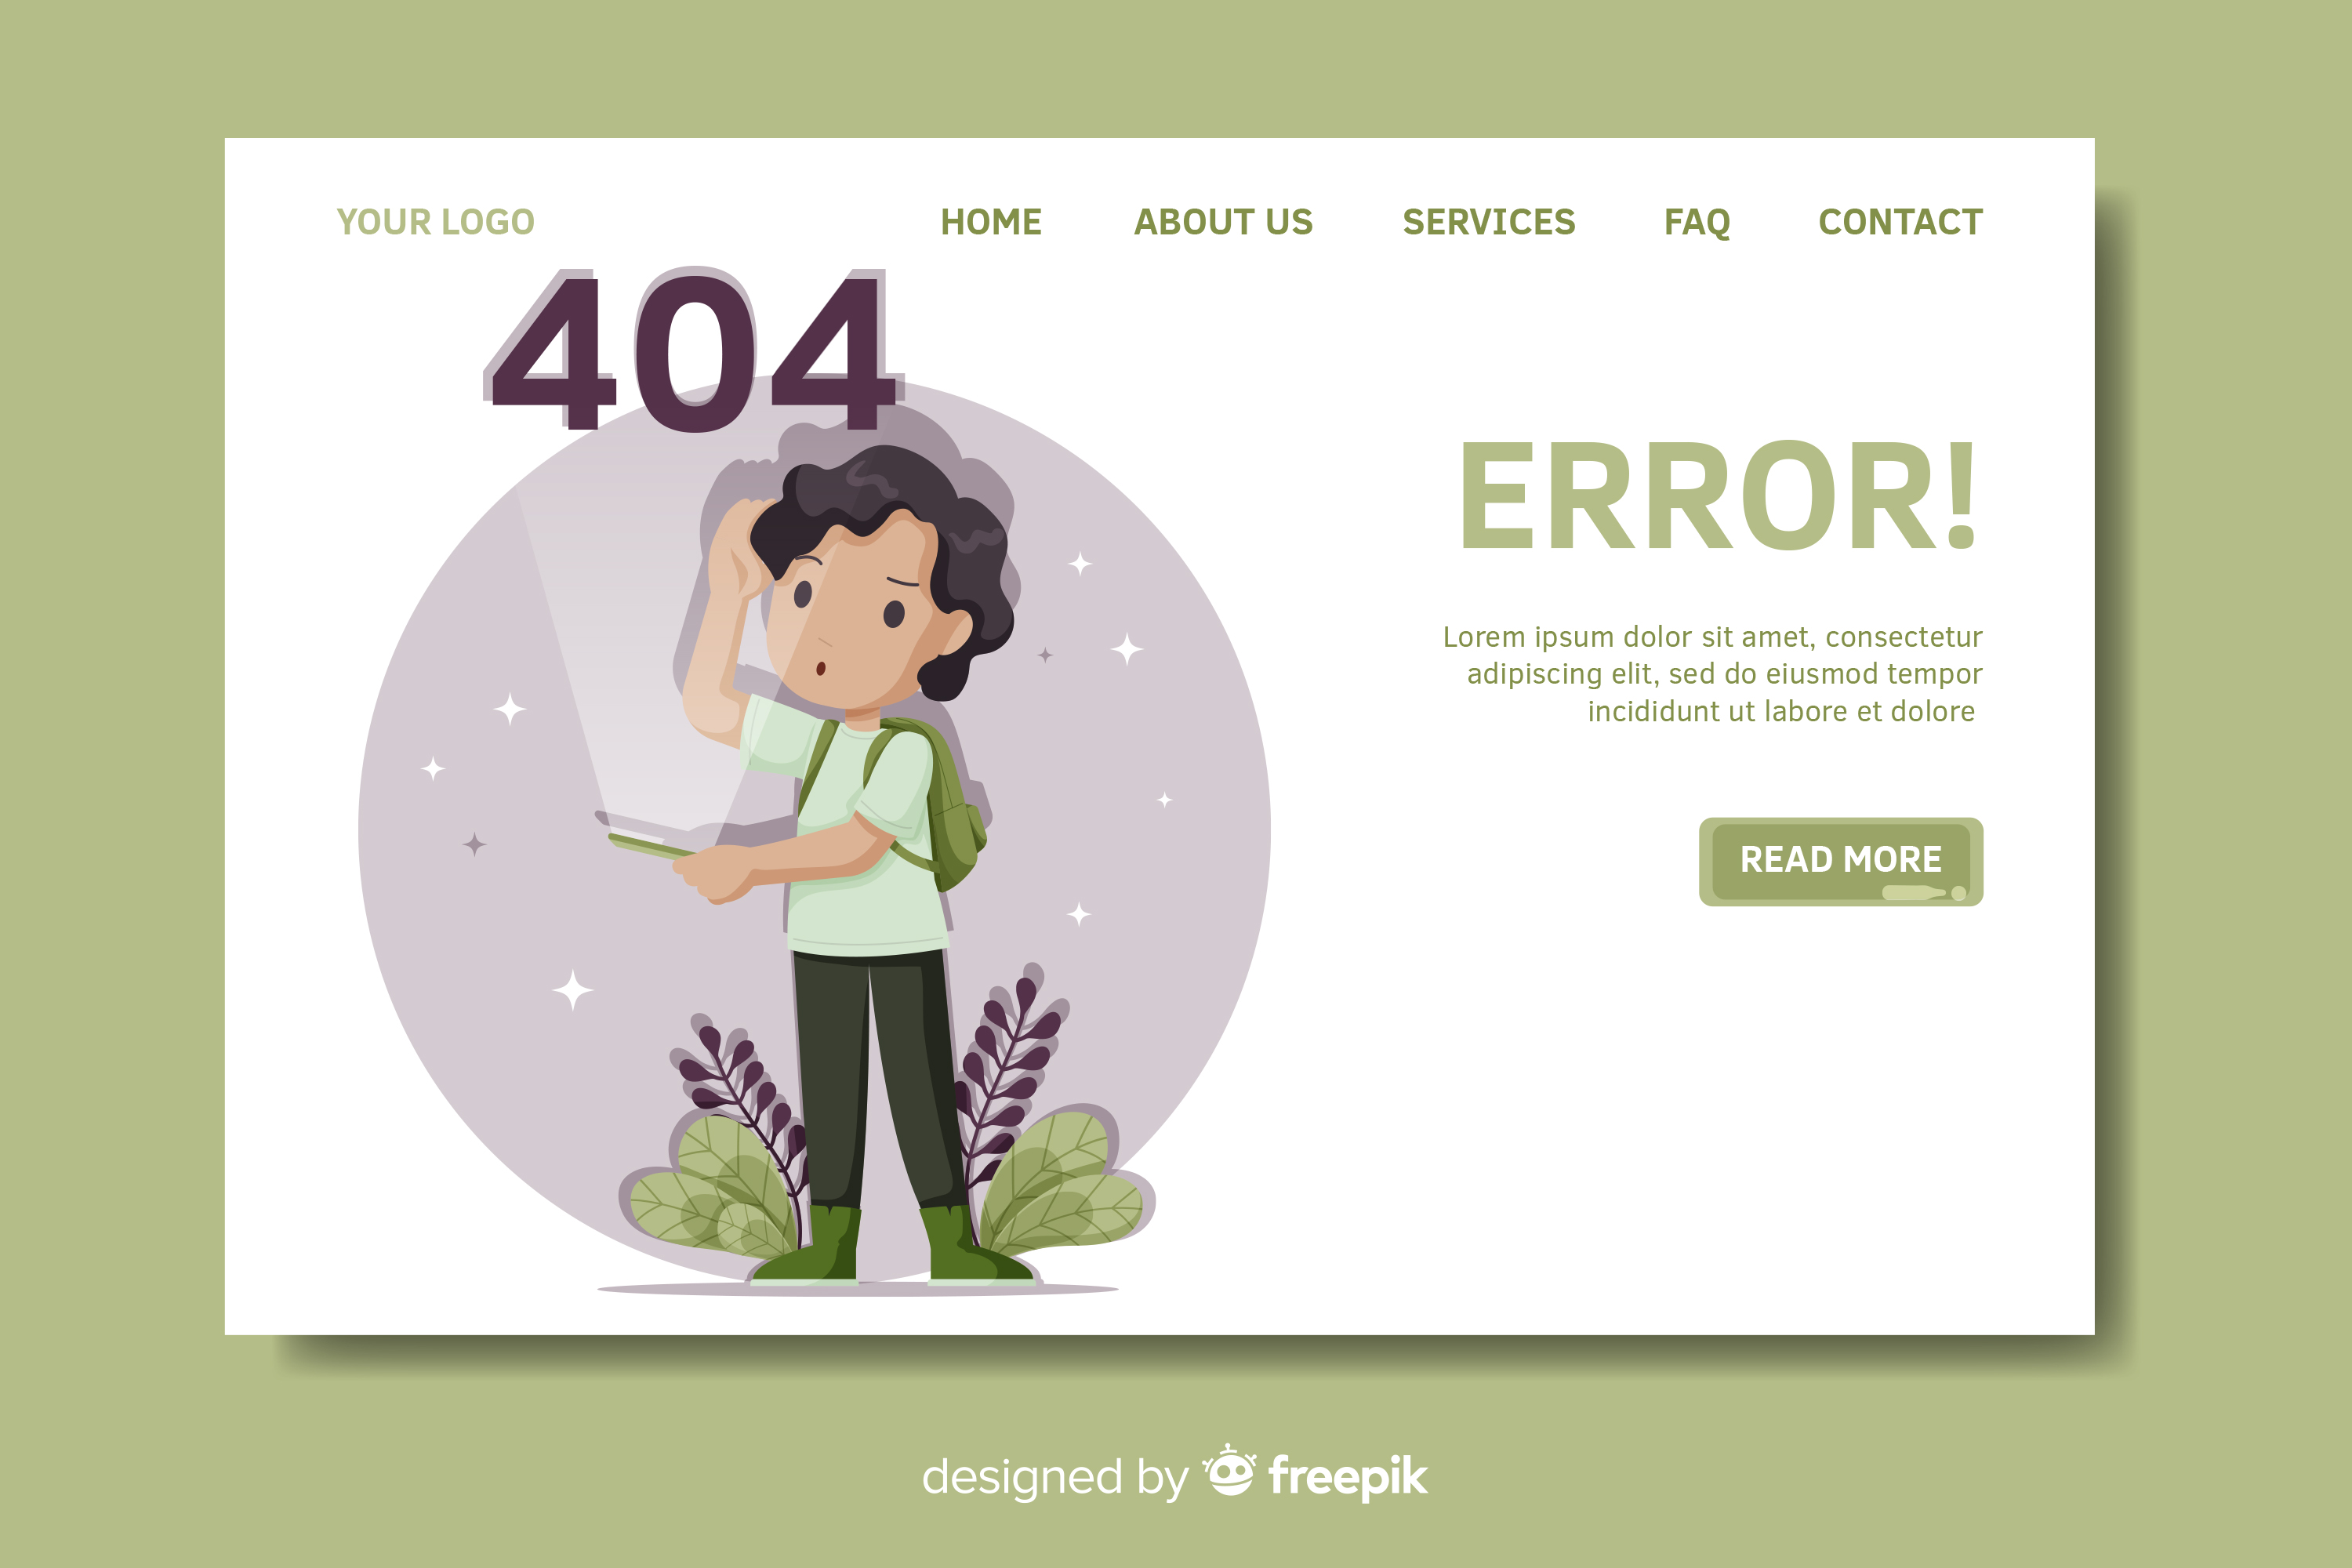 YOUR LOGO HOME ABOUT US SERVICES FAQ CONTACT
404
ERROR!
Lorem ipsum dolor sit amet, consectetur
adipiscing elit, sed do eiusmod tempor
incididunt ut labore et dolore
READ MORE
designed by freepik